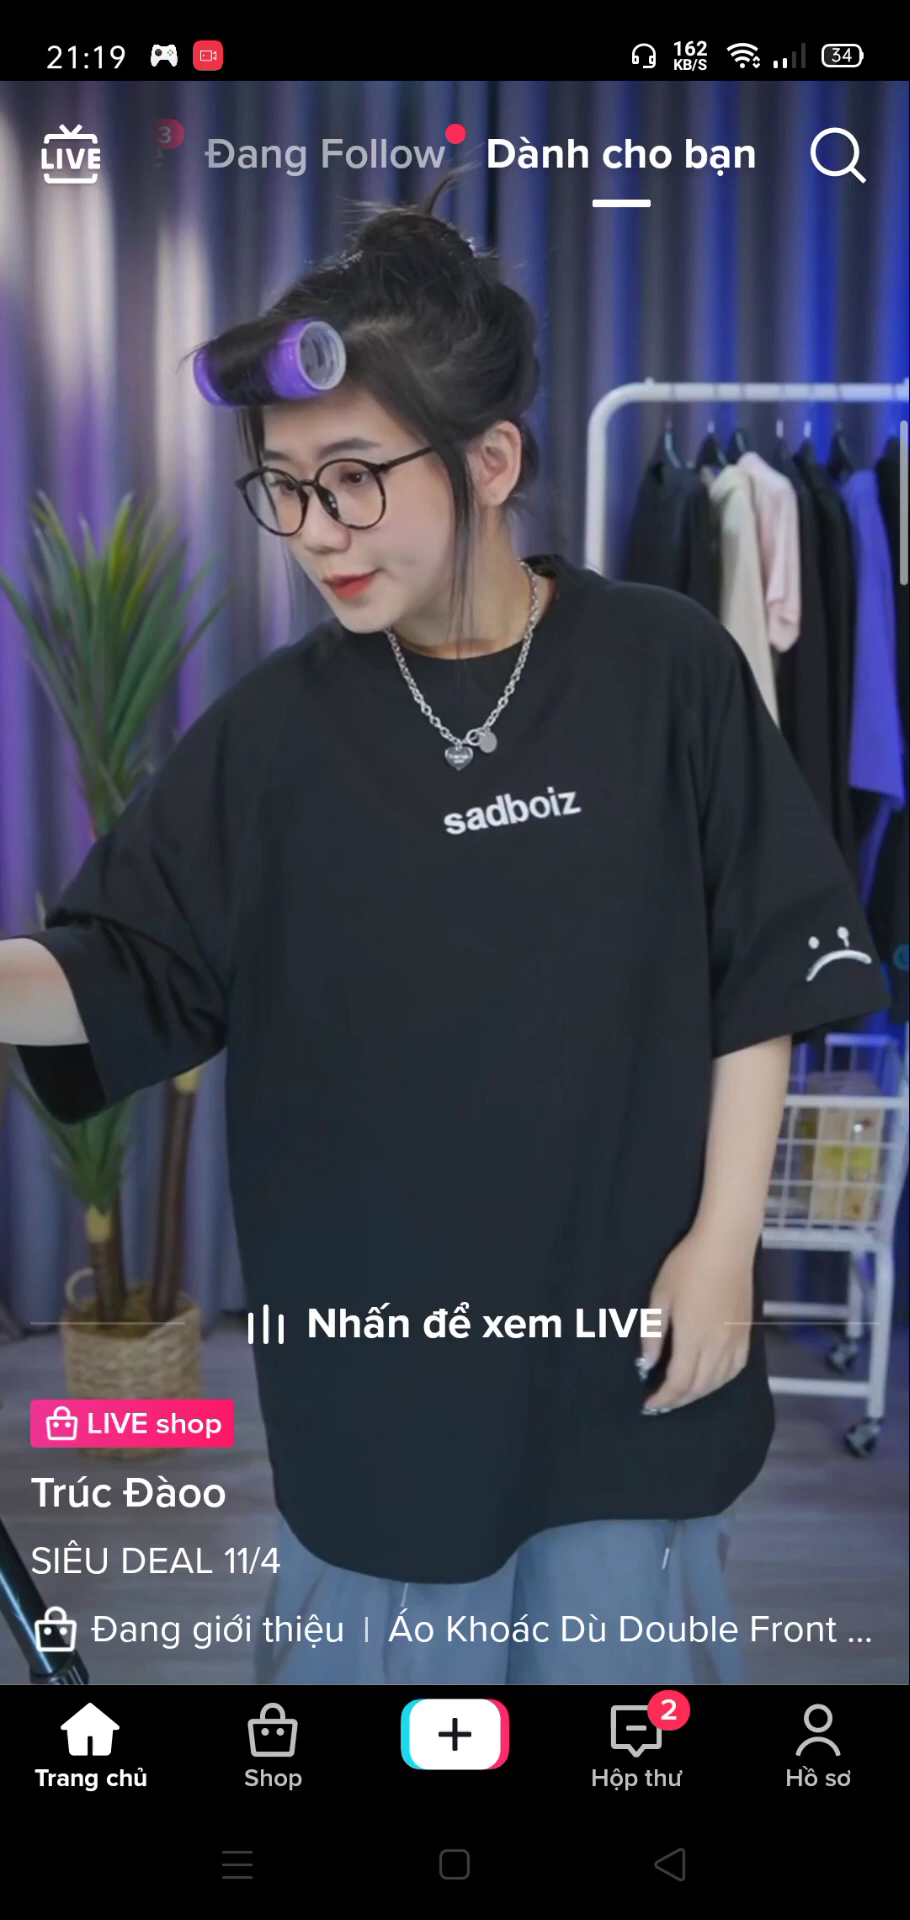 21:19
162
KB/S
34
LIVE
3
Đang Follow
Dành cho bạn
sadboiz
Nhấn để xem LIVE
LIVE shop
Trúc Đàoo
SIÊU DEAL 11/4
Đang giới thiệu | Áo Khoác Dù Double Front ...
2
Trang chủ
Shop
Hộp thư
Hồ sơ